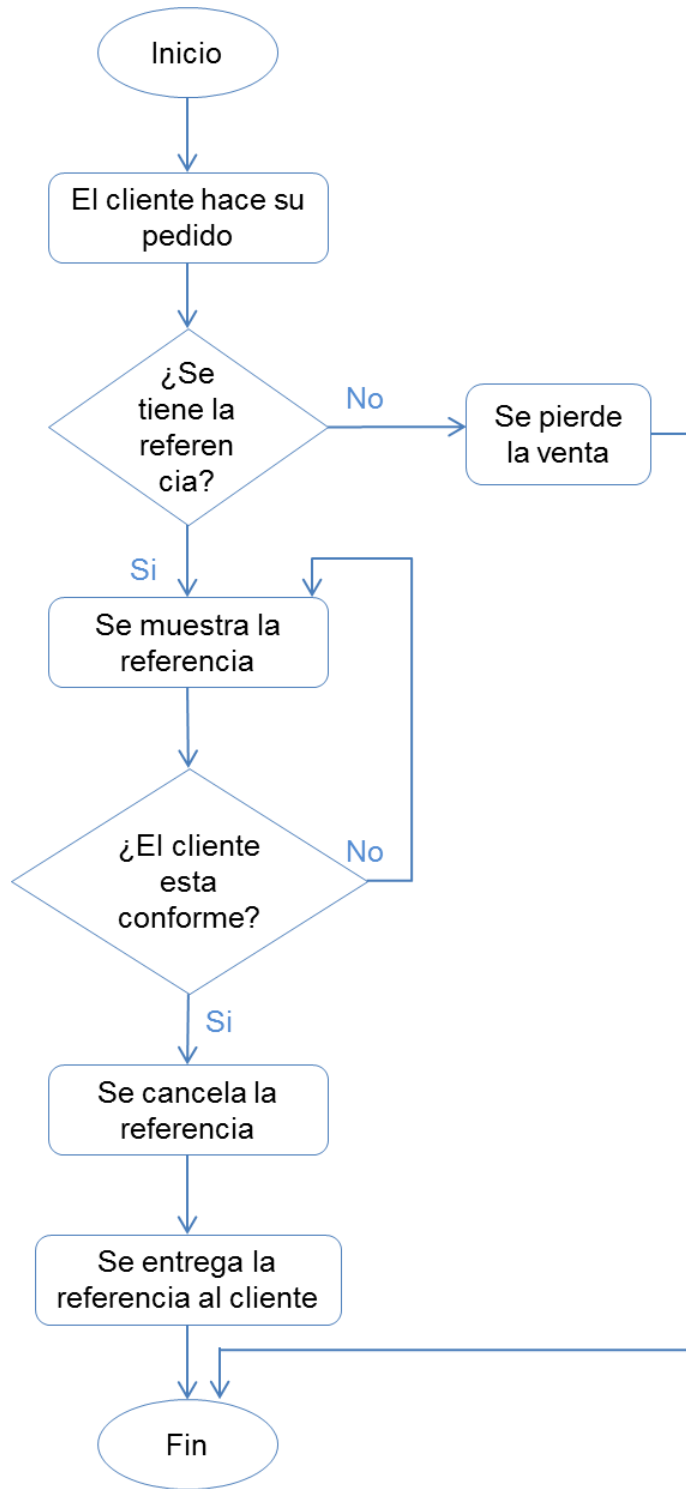 Inicio
El cliente hace su
pedido
¿Se
tiene la
referen
cia?
No
Se pierde
la venta
Si
Se muestra la
referencia
¿El cliente
esta
conforme?
No
Si
Se cancela la
referencia
Se entrega la
referencia al cliente
Fin